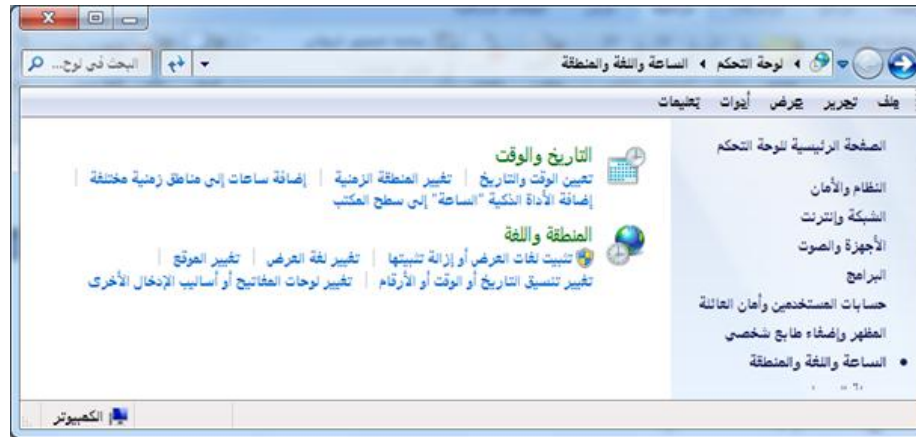 لوحة التحكم ◂ الساعة واللغة والمنطقة
البحث في لوح...
ملف تحرير عرض أدوات تعليمات
الصفحة الرئيسية للوحة التحكم
النظام والأمان
الشبكة وإنترنت
الأجهزة والصوت
البرامج
حسابات المستخدمين وأمان العائلة
المظهر وإضفاء طابع شخصي
الساعة واللغة والمنطقة
التاريخ والوقت
تعيين الوقت والتاريخ | تغيير المنطقة الزمنية | إضافة ساعات إلى مناطق زمنية مختلفة
إضافة الأداة الذكية "الساعة" إلى سطح المكتب
المنطقة واللغة
تثبيت لغات العرض أو إزالة تثبيتها | تغيير لغة العرض | تغيير الموقع
تغيير تنسيق التاريخ أو الوقت أو الأرقام | تغيير لوحات المفاتيح أو أساليب الإدخال الأخرى
الكمبيوتر